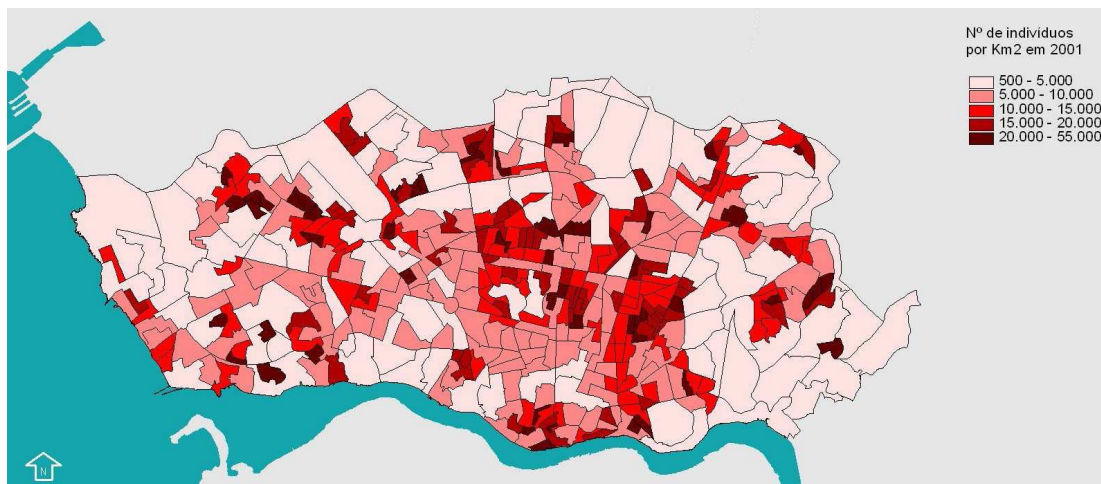 Nº de indivíduos
por Km2 em 2001
500 - 5.000
5.000 - 10.000
10.000 - 15.000
15.000 - 20.000
20.000 - 55.000
N